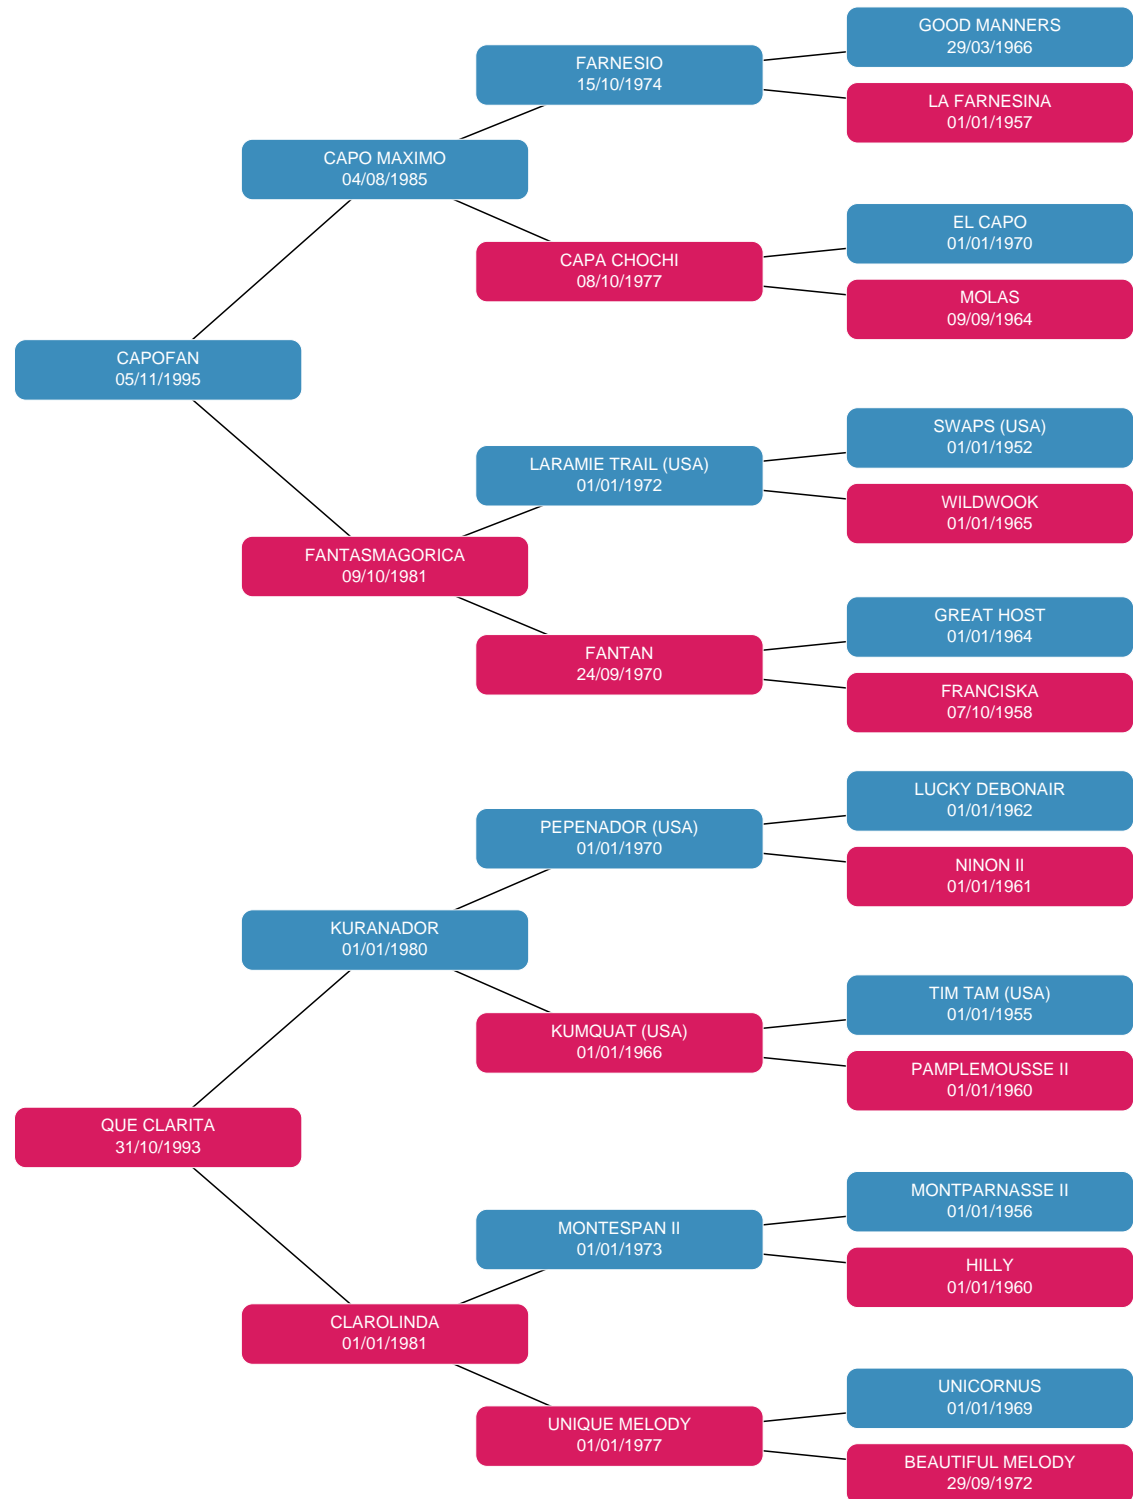 GOOD MANNERS
29/03/1966
FARNESIO
15/10/1974
LA FARNESINA
01/01/1957
CAPO MAXIMO
04/08/1985
EL CAPO
01/01/1970
CAPA CHOCHI
08/10/1977
MOLAS
09/09/1964
CAPOFAN
05/11/1995
SWAPS (USA)
01/01/1952
LARAMIE TRAIL (USA)
01/01/1972
WILDWOOK
01/01/1965
FANTASMAGORICA
09/10/1981
GREAT HOST
01/01/1964
FANTAN
24/09/1970
FRANCISKA
07/10/1958
LUCKY DEBONAIR
01/01/1962
PEPENADOR (USA)
01/01/1970
NINON II
01/01/1961
KURANADOR
01/01/1980
TIM TAM (USA)
01/01/1955
KUMQUAT (USA)
01/01/1966
PAMPLEMOUSSE II
01/01/1960
QUE CLARITA
31/10/1993
MONTPARNASSE II
01/01/1956
MONTESPAN II
01/01/1973
HILLY
01/01/1960
CLAROLINDA
01/01/1981
UNICORNUS
01/01/1969
UNIQUE MELODY
01/01/1977
BEAUTIFUL MELODY
29/09/1972